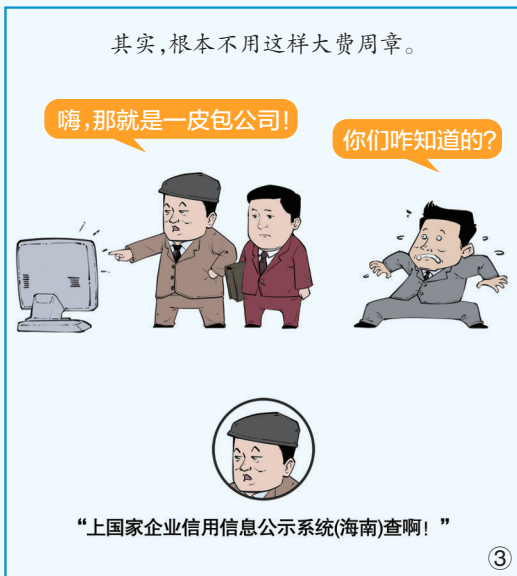 其实,根本不用这样大费周章。
嗨,那就是一皮包公司!
你们咋知道的?
“上国家企业信用信息公示系统(海南)查啊!”
③